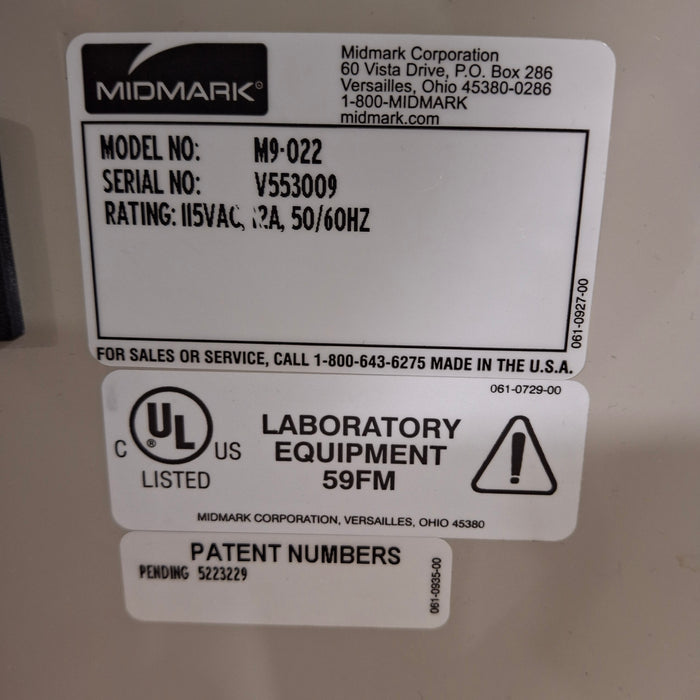 MIDMARK®
Midmark Corporation
60 Vista Drive, P.O. Box 286
Versailles, Ohio 45380-0286
1-800-MIDMARK
midmark.com
MODEL NO: M9-022
SERIAL NO: V553009
RATING: 115VAC, 12A, 50/60HZ
061-0927-00
FOR SALES OR SERVICE, CALL 1-800-643-6275 MADE IN THE U.S.A.
061-0729-00
C UL® US
LISTED
LABORATORY
EQUIPMENT
59FM
!
MIDMARK CORPORATION, VERSAILLES, OHIO 45380
PATENT NUMBERS
PENDING 5223229
061-0935-00